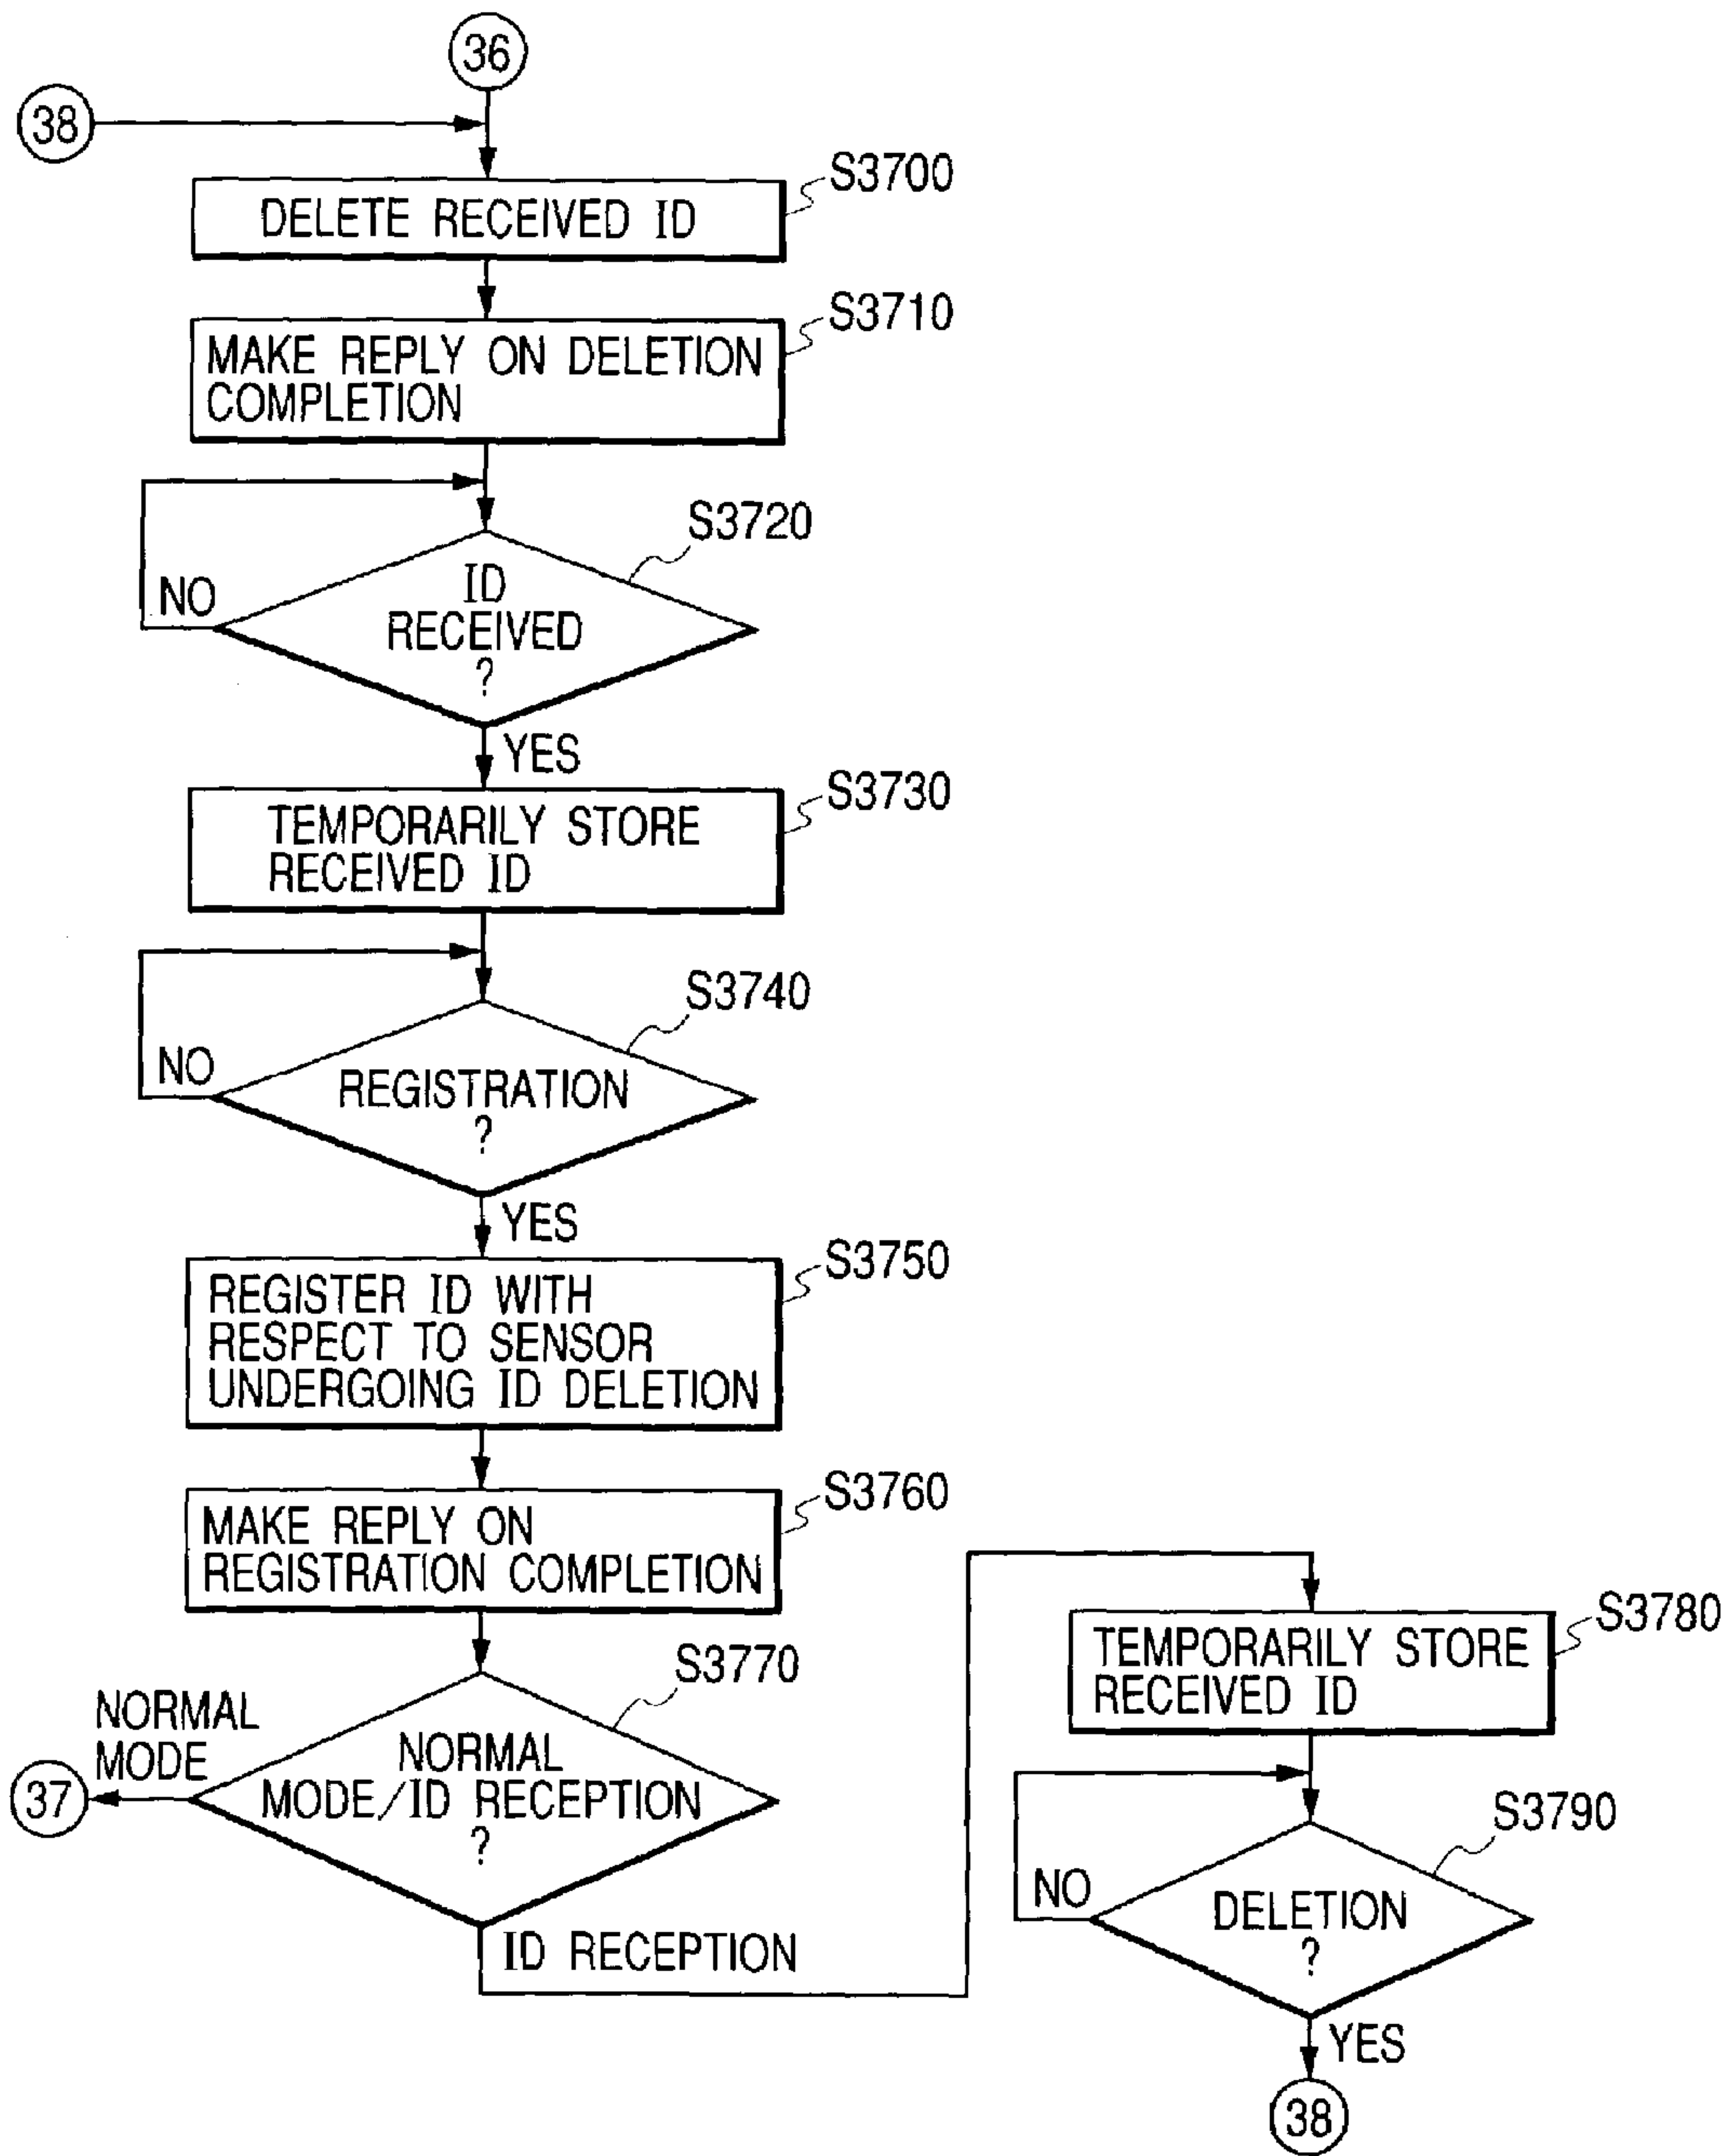 36
38
S3700
DELETE RECEIVED ID
S3710
MAKE REPLY ON DELETION
COMPLETION
S3720
ID
RECEIVED
?
NO
YES
S3730
TEMPORARILY STORE
RECEIVED ID
S3740
NO
REGISTRATION
?
YES
S3750
REGISTER ID WITH
RESPECT TO SENSOR
UNDERGOING ID DELETION
S3760
MAKE REPLY ON
REGISTRATION COMPLETION
S3770
NORMAL
MODE
37
NORMAL
MODE/ID RECEPTION
?
ID RECEPTION
S3780
TEMPORARILY STORE
RECEIVED ID
S3790
NO
DELETION
?
YES
38